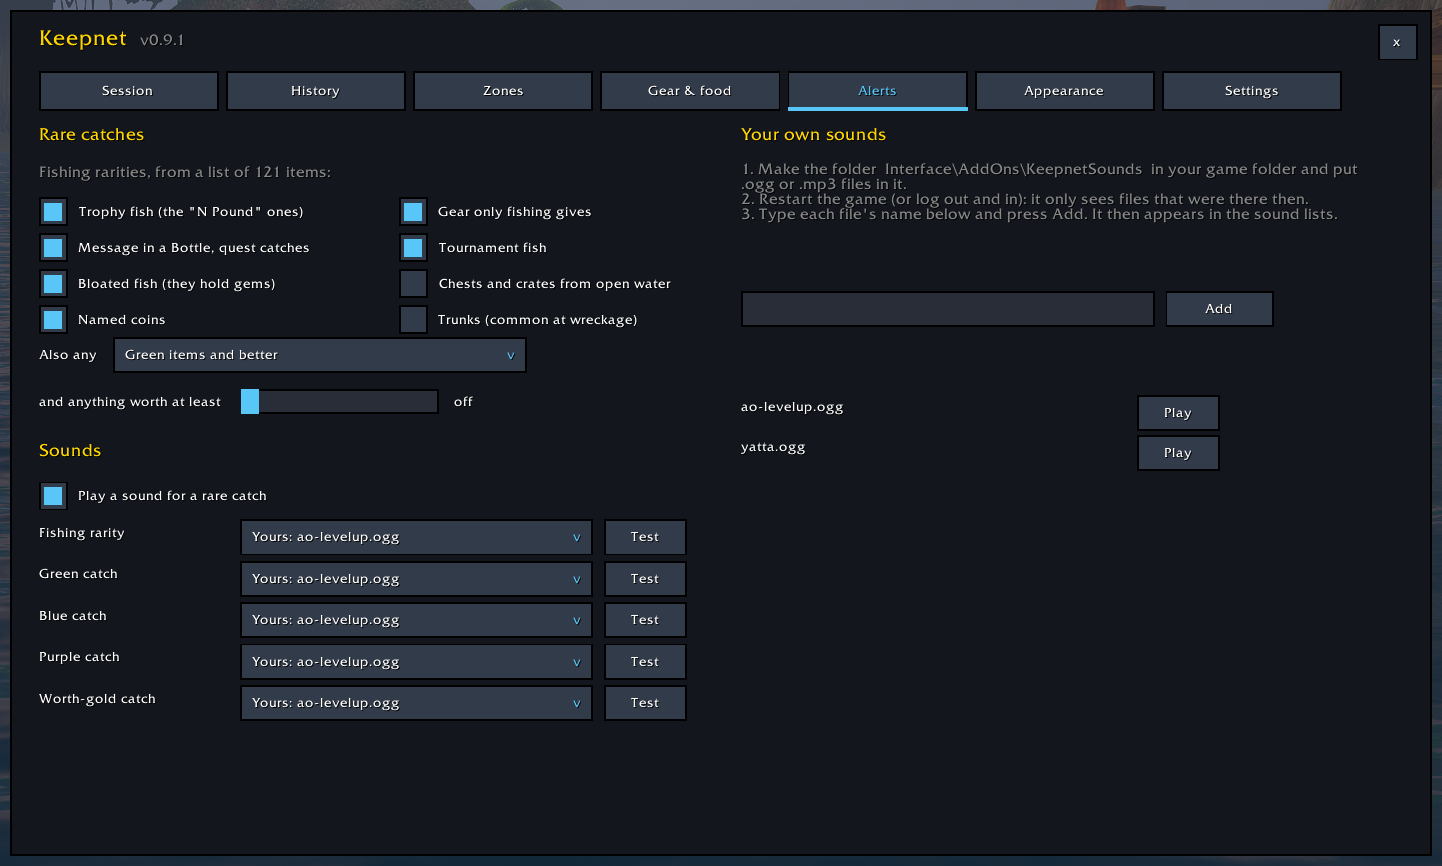 Keepnet v0.9.1
x
Session
History
Zones
Gear & food
Alerts
Appearance
Settings
Rare catches
Fishing rarities, from a list of 121 items:
Trophy fish (the "N Pound" ones)
Gear only fishing gives
Message in a Bottle, quest catches
Tournament fish
Bloated fish (they hold gems)
Chests and crates from open water
Named coins
Trunks (common at wreckage)
Also any
Green items and better
v
and anything worth at least
off
Sounds
Play a sound for a rare catch
Fishing rarity
Yours: ao-levelup.ogg
v
Test
Green catch
Yours: ao-levelup.ogg
v
Test
Blue catch
Yours: ao-levelup.ogg
v
Test
Purple catch
Yours: ao-levelup.ogg
v
Test
Worth-gold catch
Yours: ao-levelup.ogg
v
Test
Your own sounds
1. Make the folder Interface\AddOns\KeepnetSounds in your game folder and put
.ogg or .mp3 files in it.
2. Restart the game (or log out and in): it only sees files that were there then.
3. Type each file's name below and press Add. It then appears in the sound lists.
Add
ao-levelup.ogg
Play
yatta.ogg
Play